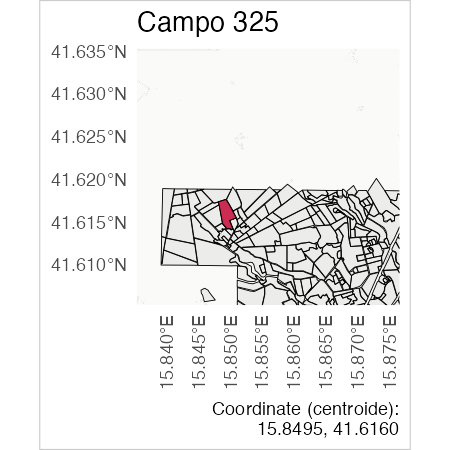 Campo 325
41.635°N
41.630°N
41.625°N
41.620°N
41.615°N
41.610°N
15.840°E
15.845°E
15.850°E
15.855°E
15.860°E
15.865°E
15.870°E
15.875°E
Coordinate (centroide):
15.8495, 41.6160